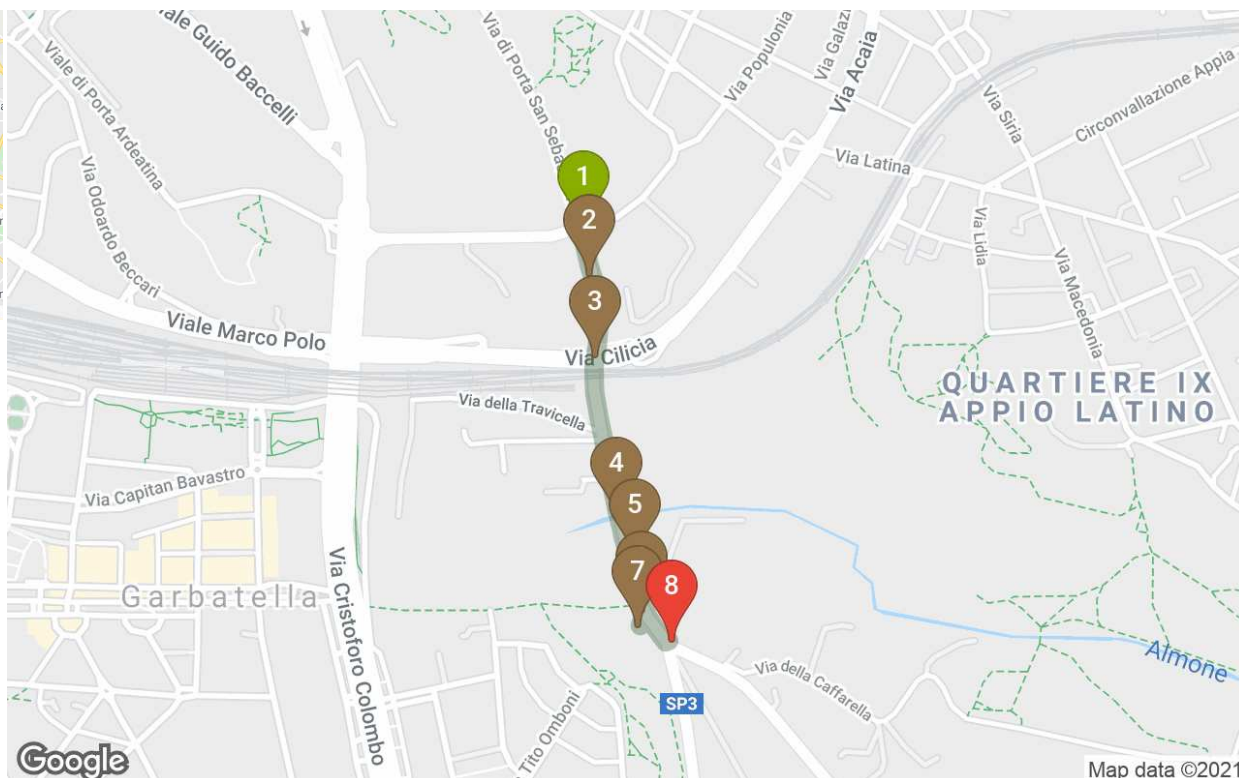 Viale Guido Baccelli
Viale di Porta Ardeatina
Via Odoardo Beccari
Via di Porta San Seba
Via Populonia
Via Galazi
Via Acaia
Via Siria
Circonvallazione Appia
Via Latina
Via Lidia
Via Macedonia
1
2
3
Viale Marco Polo
Via Cilicia
QUARTIERE IX
APPIO LATINO
Via della Travicella
Via Capitan Bavastro
4
5
7
8
Garbatella
Via Cristoforo Colombo
Almone
Via della Caffarella
SP3
Via Tito Omboni
Google
Map data ©2021